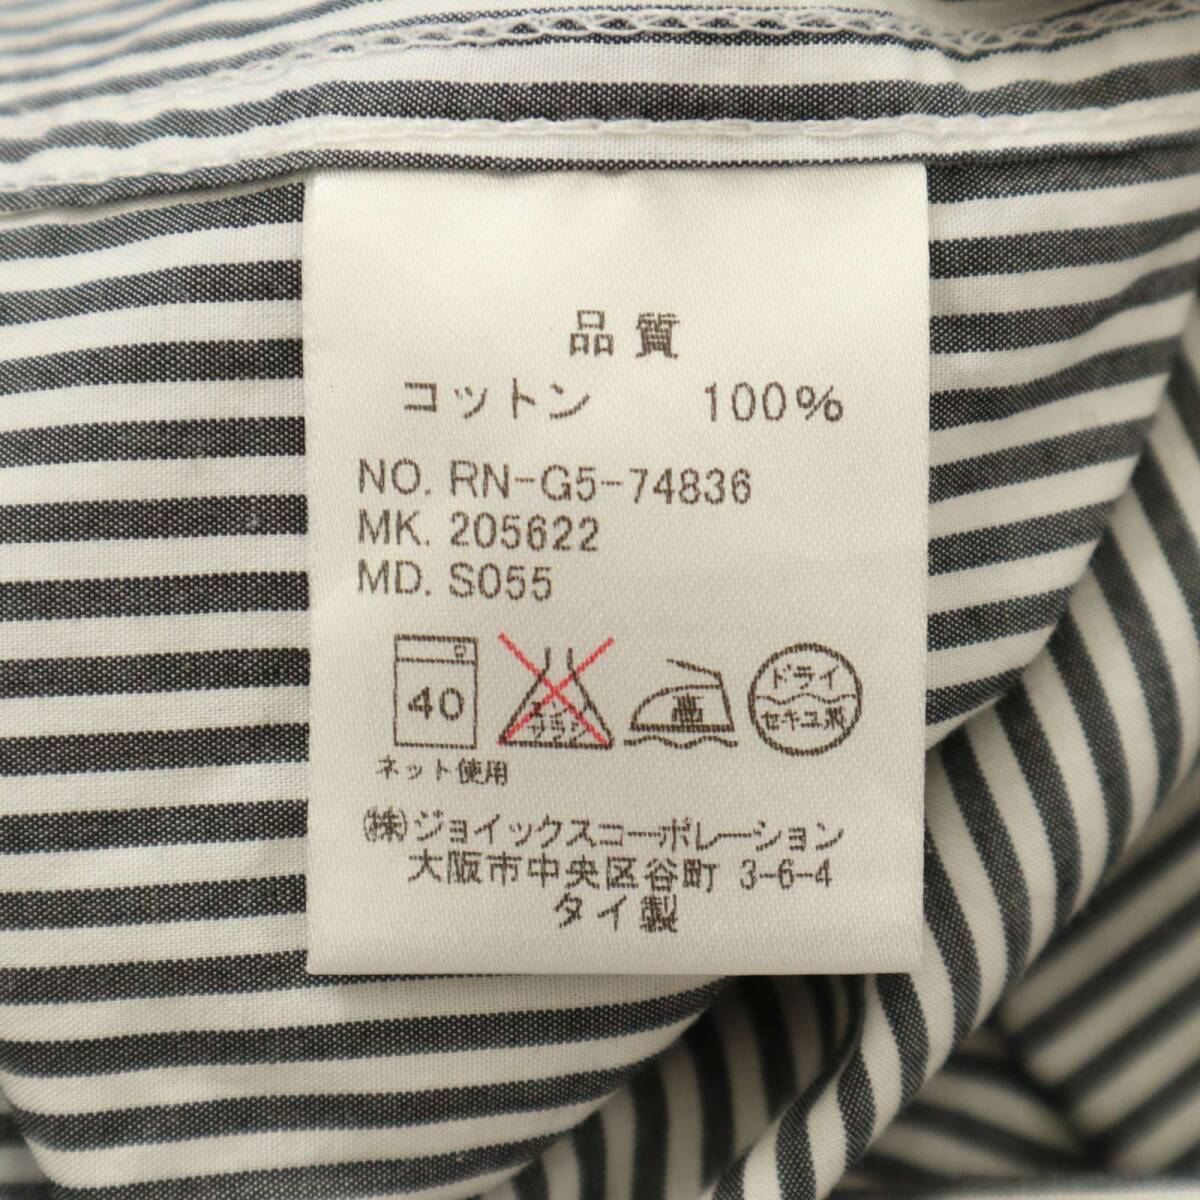 品質
コットン 100%
NO. RN-G5-74836
MK. 205622
MD. S055
40
エンソ
サラシ
高
ドライ
セキユ系
ネット使用
(株)ジョイックスコーポレーション
大阪市中央区谷町 3-6-4
タイ製